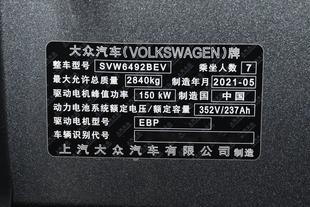 大众汽车(VOLKSWAGEN)牌
整车型号 SVW6492BEV 乘坐人数 7
最大允许总质量 2840kg 制造年月 2021-05
驱动电机峰值功率 150 kW 制造国 中国
动力电池系统额定电压/额定容量 352V/237Ah
驱动电机型号 EBP
车辆识别代号
上汽大众汽车有限公司 制造